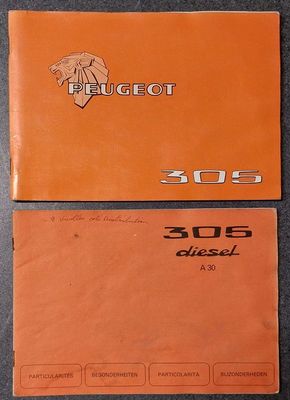 PEUGEOT
305
305
diesel
A 30
PARTICULARITES
BESONDERHEITEN
PARTICOLARITA
BIJZONDERHEDEN